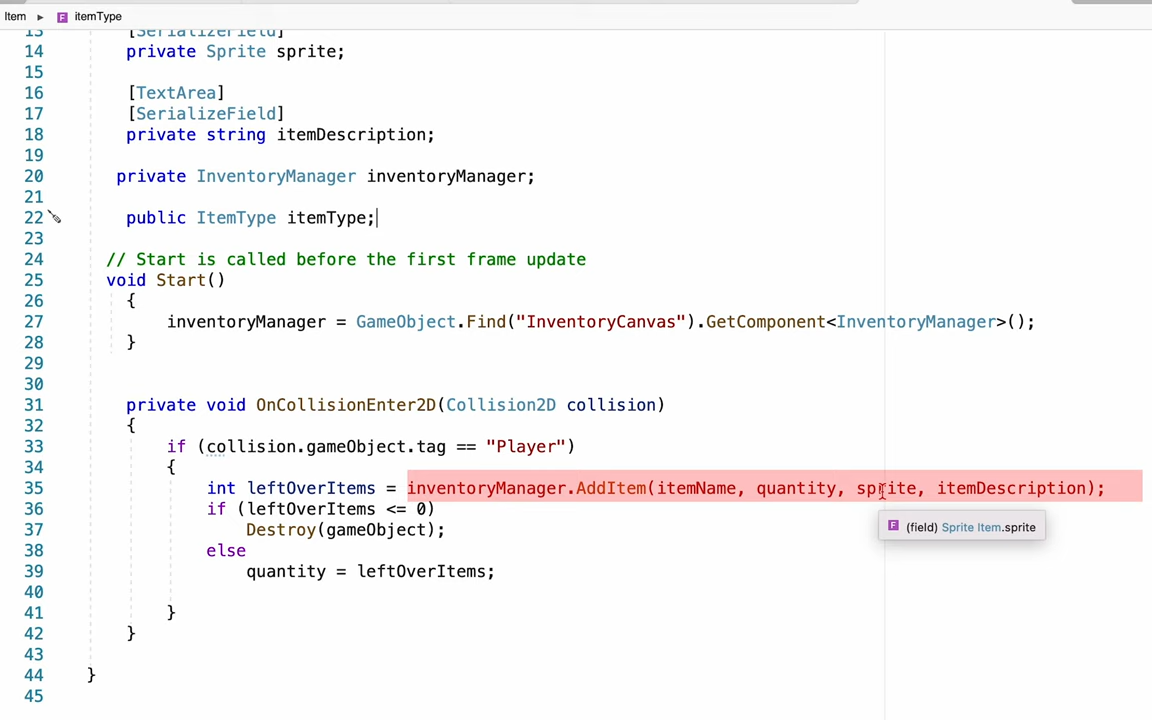 Item ▸ F itemType
13 [SerializeField]
14 private Sprite sprite;
15
16 [TextArea]
17 [SerializeField]
18 private string itemDescription;
19
20 private InventoryManager inventoryManager;
21
22 public ItemType itemType;
23
24 // Start is called before the first frame update
25 void Start()
26 {
27 inventoryManager = GameObject.Find("InventoryCanvas").GetComponent<InventoryManager>();
28 }
29
30
31 private void OnCollisionEnter2D(Collision2D collision)
32 {
33 if (collision.gameObject.tag == "Player")
34 {
35 int leftOverItems = inventoryManager.AddItem(itemName, quantity, sprite, itemDescription);
36 if (leftOverItems <= 0)
F (field) Sprite Item.sprite
37 Destroy(gameObject);
38 else
39 quantity = leftOverItems;
40
41 }
42 }
43
44 }
45